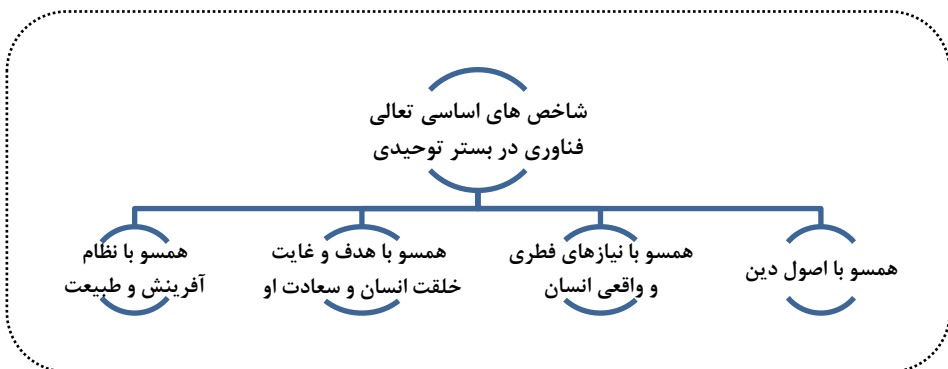 شاخص های اساسی تعالی
فناوری در بستر توحیدی
همسو با اصول دین
همسو با نیازهای فطری
و واقعی انسان
همسو با هدف و غایت
خلقت انسان و سعادت او
همسو با نظام
آفرینش و طبیعت